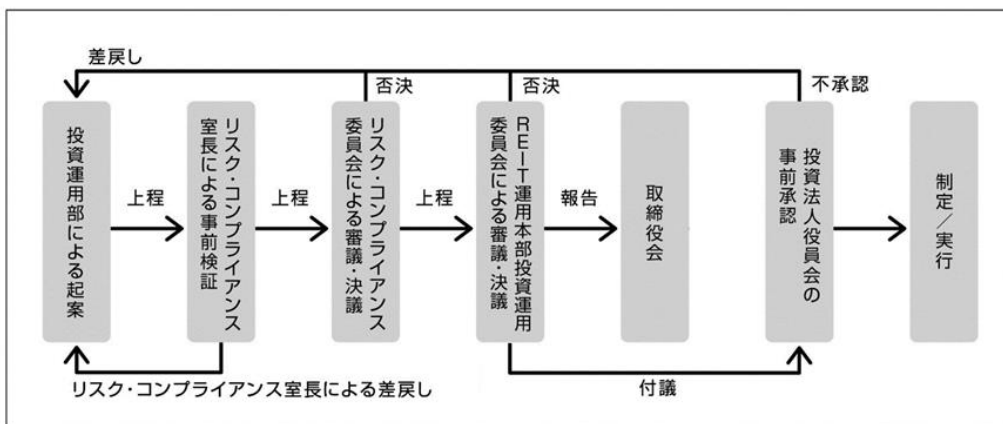 差戻し
否決
否決
不承認
投資運用部による起案
上程
リスク・コンプライアンス
室長による事前検証
上程
リスク・コンプライアンス
委員会による審議・決議
上程
REIT運用本部投資運用
委員会による審議・決議
報告
取締役会
投資法人役員会の
事前承認
制定/実行
リスク・コンプライアンス室長による差戻し
付議